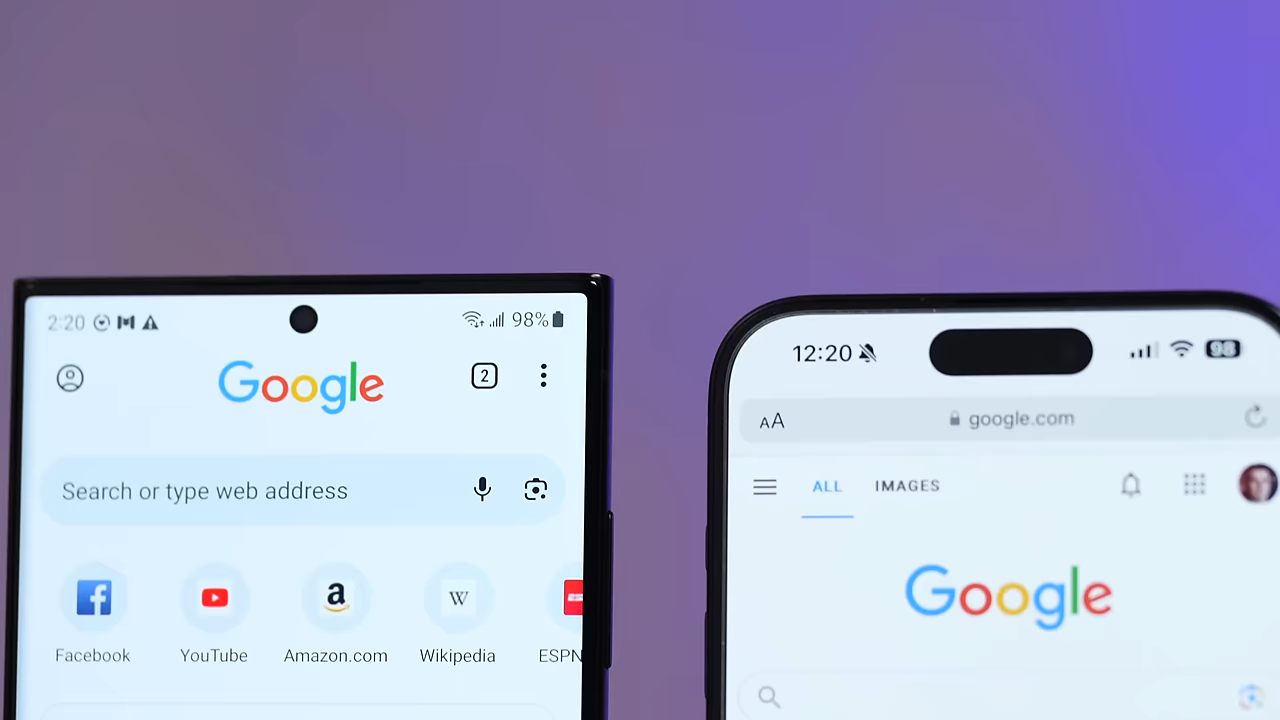 2:20
98%
Google
2
Search or type web address
Facebook
YouTube
Amazon.com
Wikipedia
ESPN
12:20
98
AA
google.com
ALL
IMAGES
Google